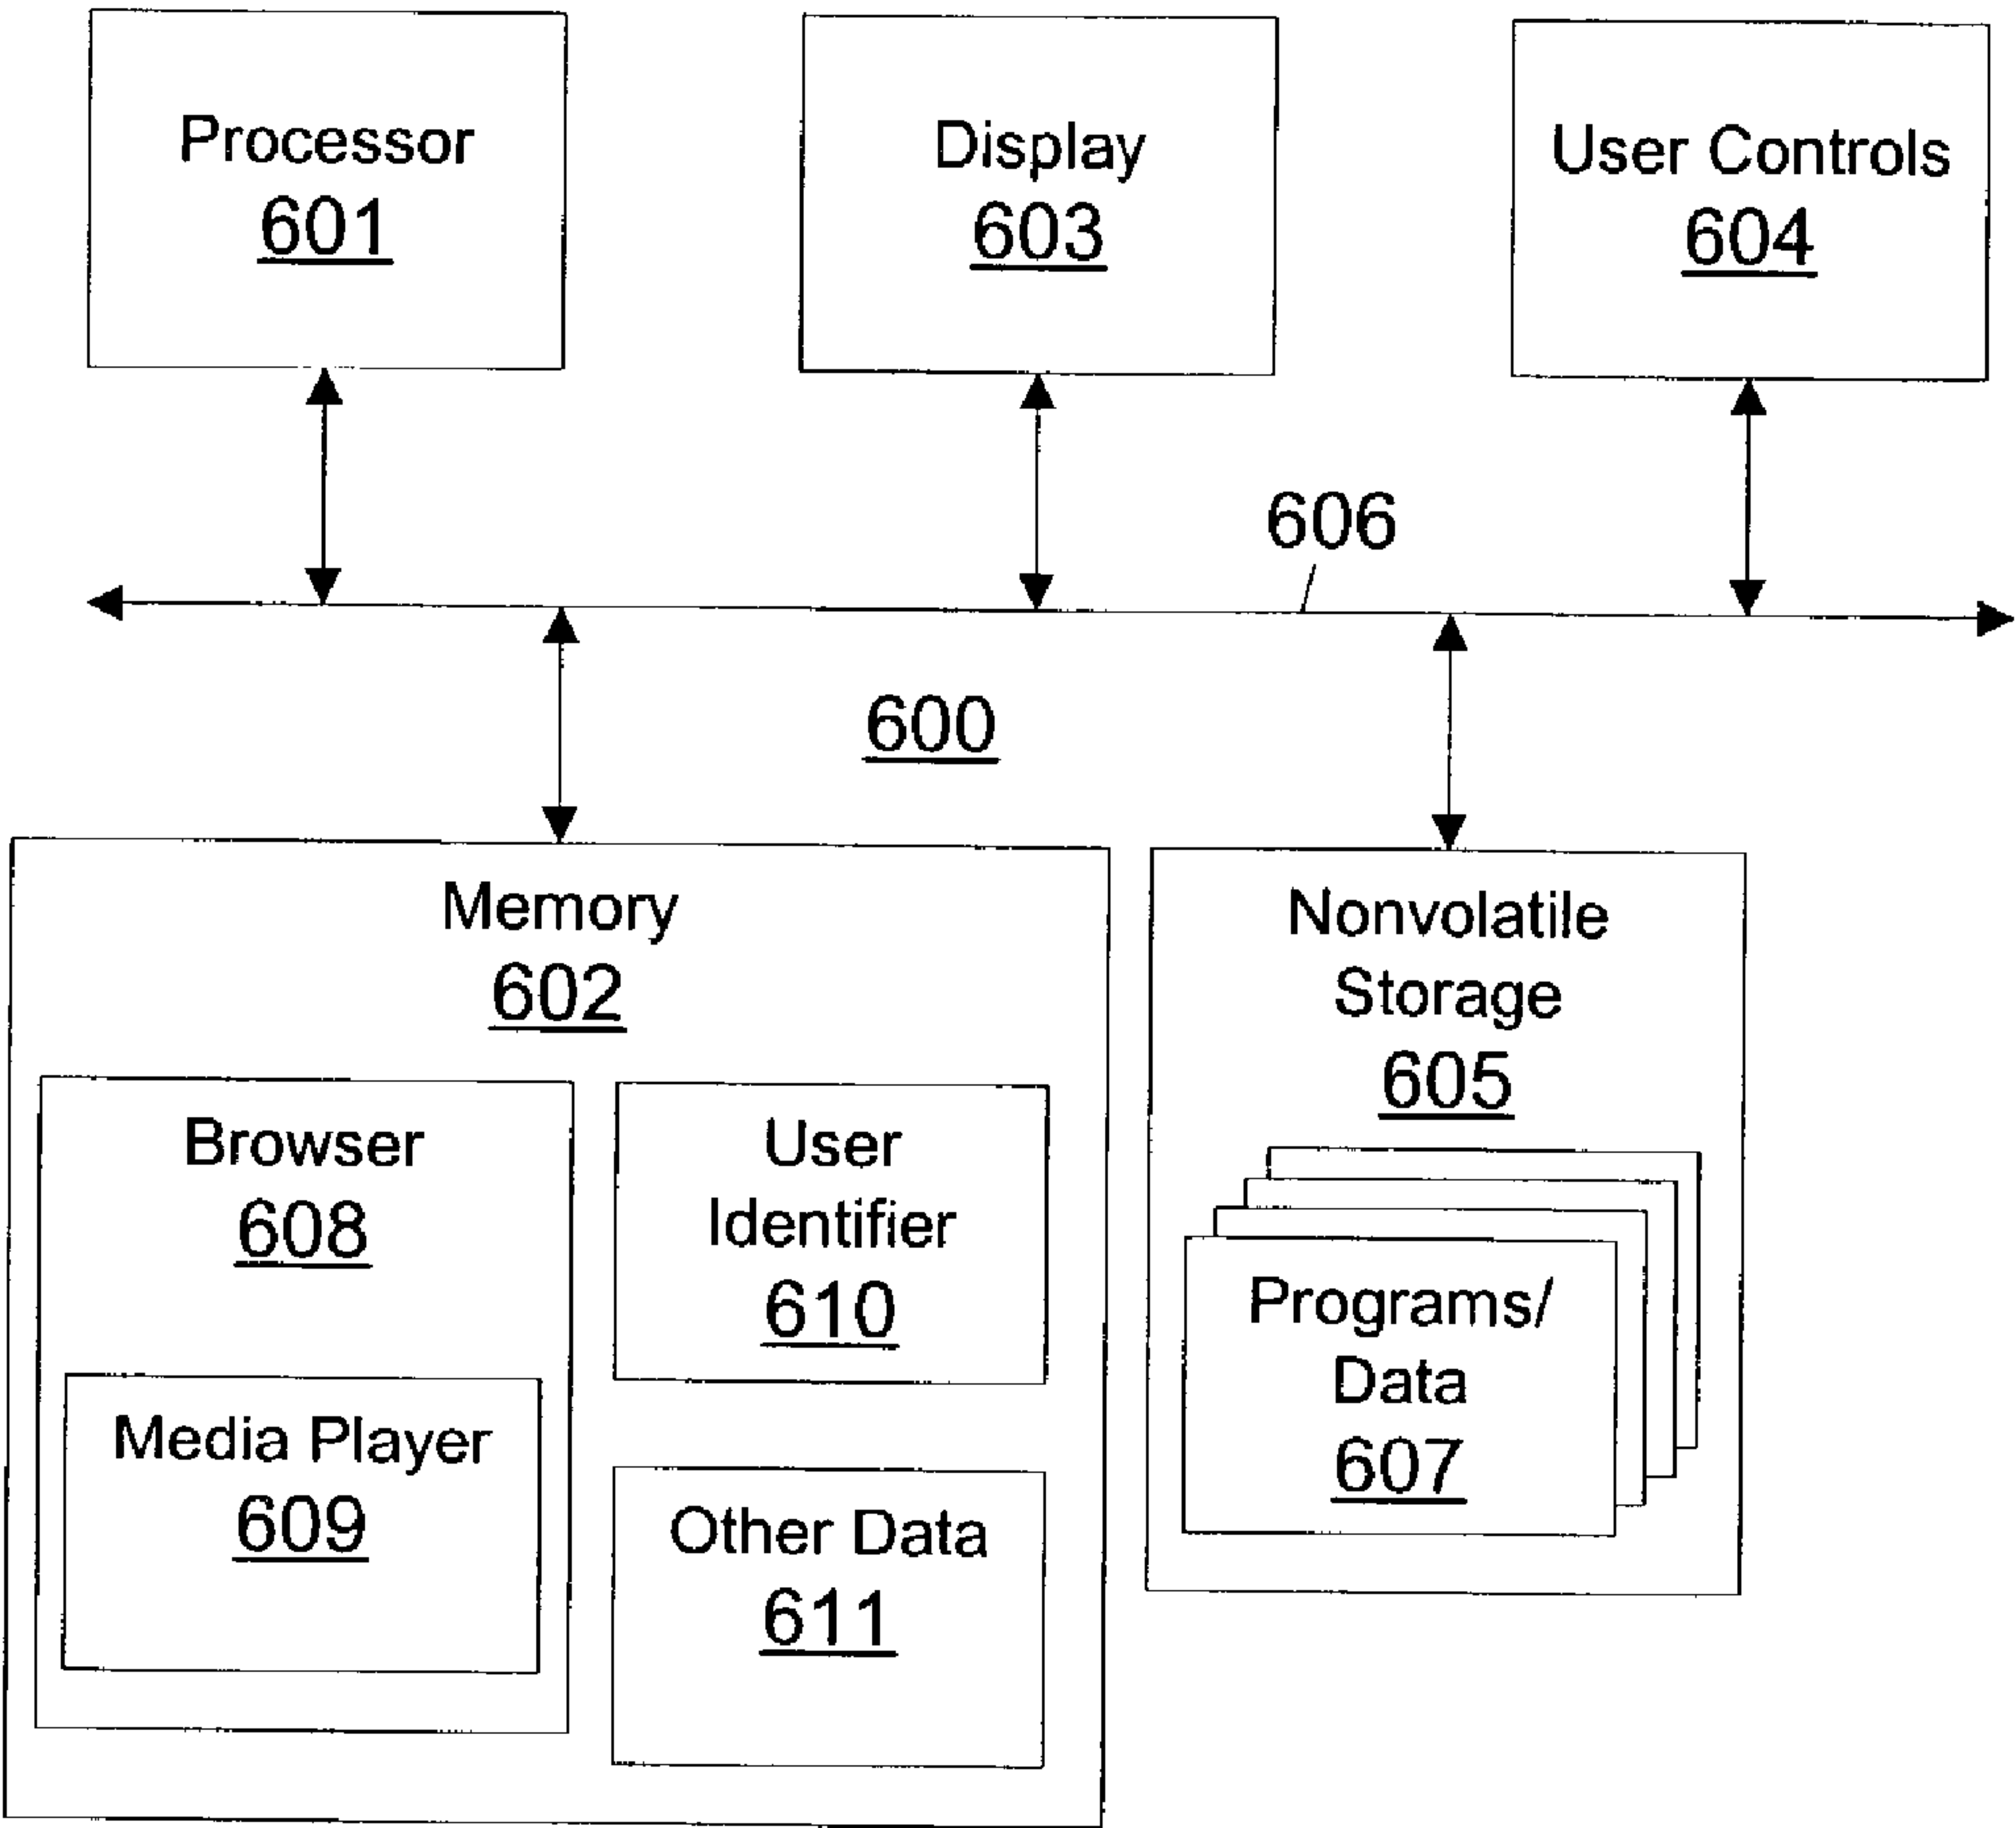 Processor
601
Display
603
User Controls
604
606
600
Memory
602
Nonvolatile
Storage
605
Browser
608
User
Identifier
610
Media Player
609
Other Data
611
Programs/
Data
607